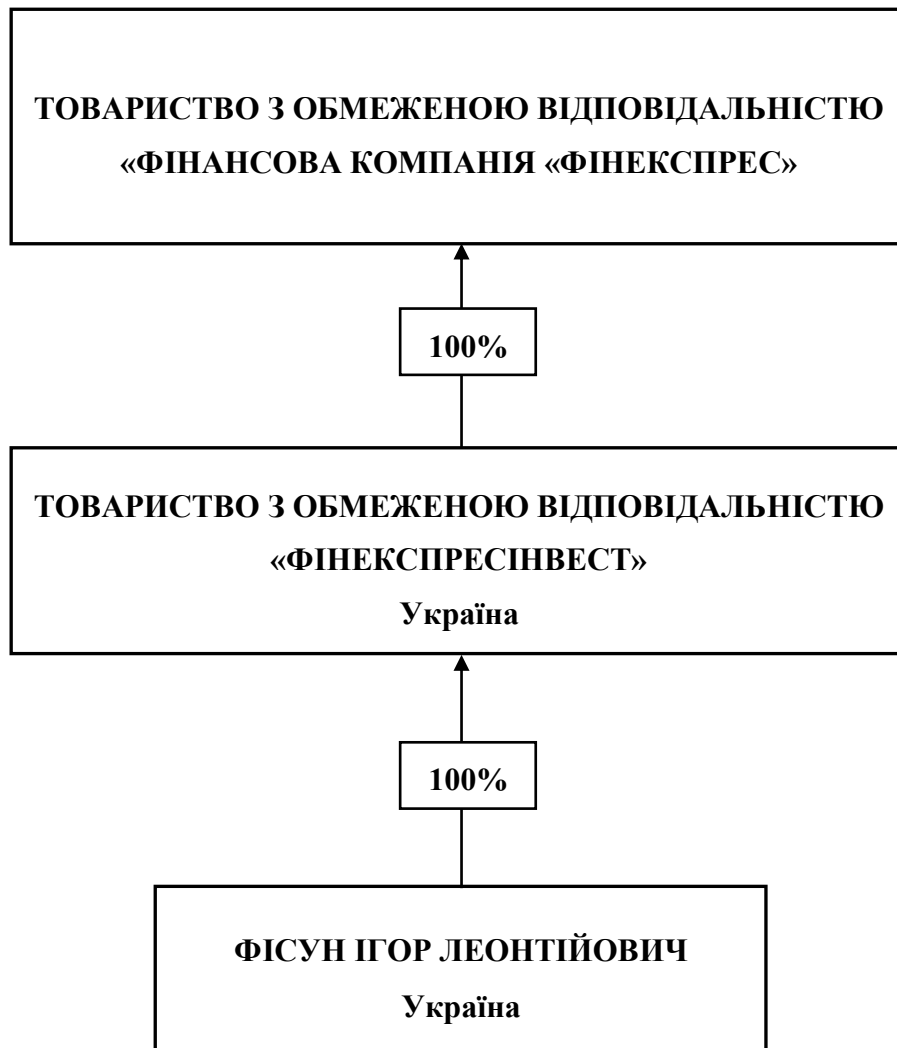 ТОВАРИСТВО З ОБМЕЖЕНОЮ ВІДПОВІДАЛЬНІСТЮ
«ФІНАНСОВА КОМПАНІЯ «ФІНЕКСПРЕС»
100%
ТОВАРИСТВО З ОБМЕЖЕНОЮ ВІДПОВІДАЛЬНІСТЮ
«ФІНЕКСПРЕСІНВЕСТ»
Україна
100%
ФІСУН ІГОР ЛЕОНТІЙОВИЧ
Україна